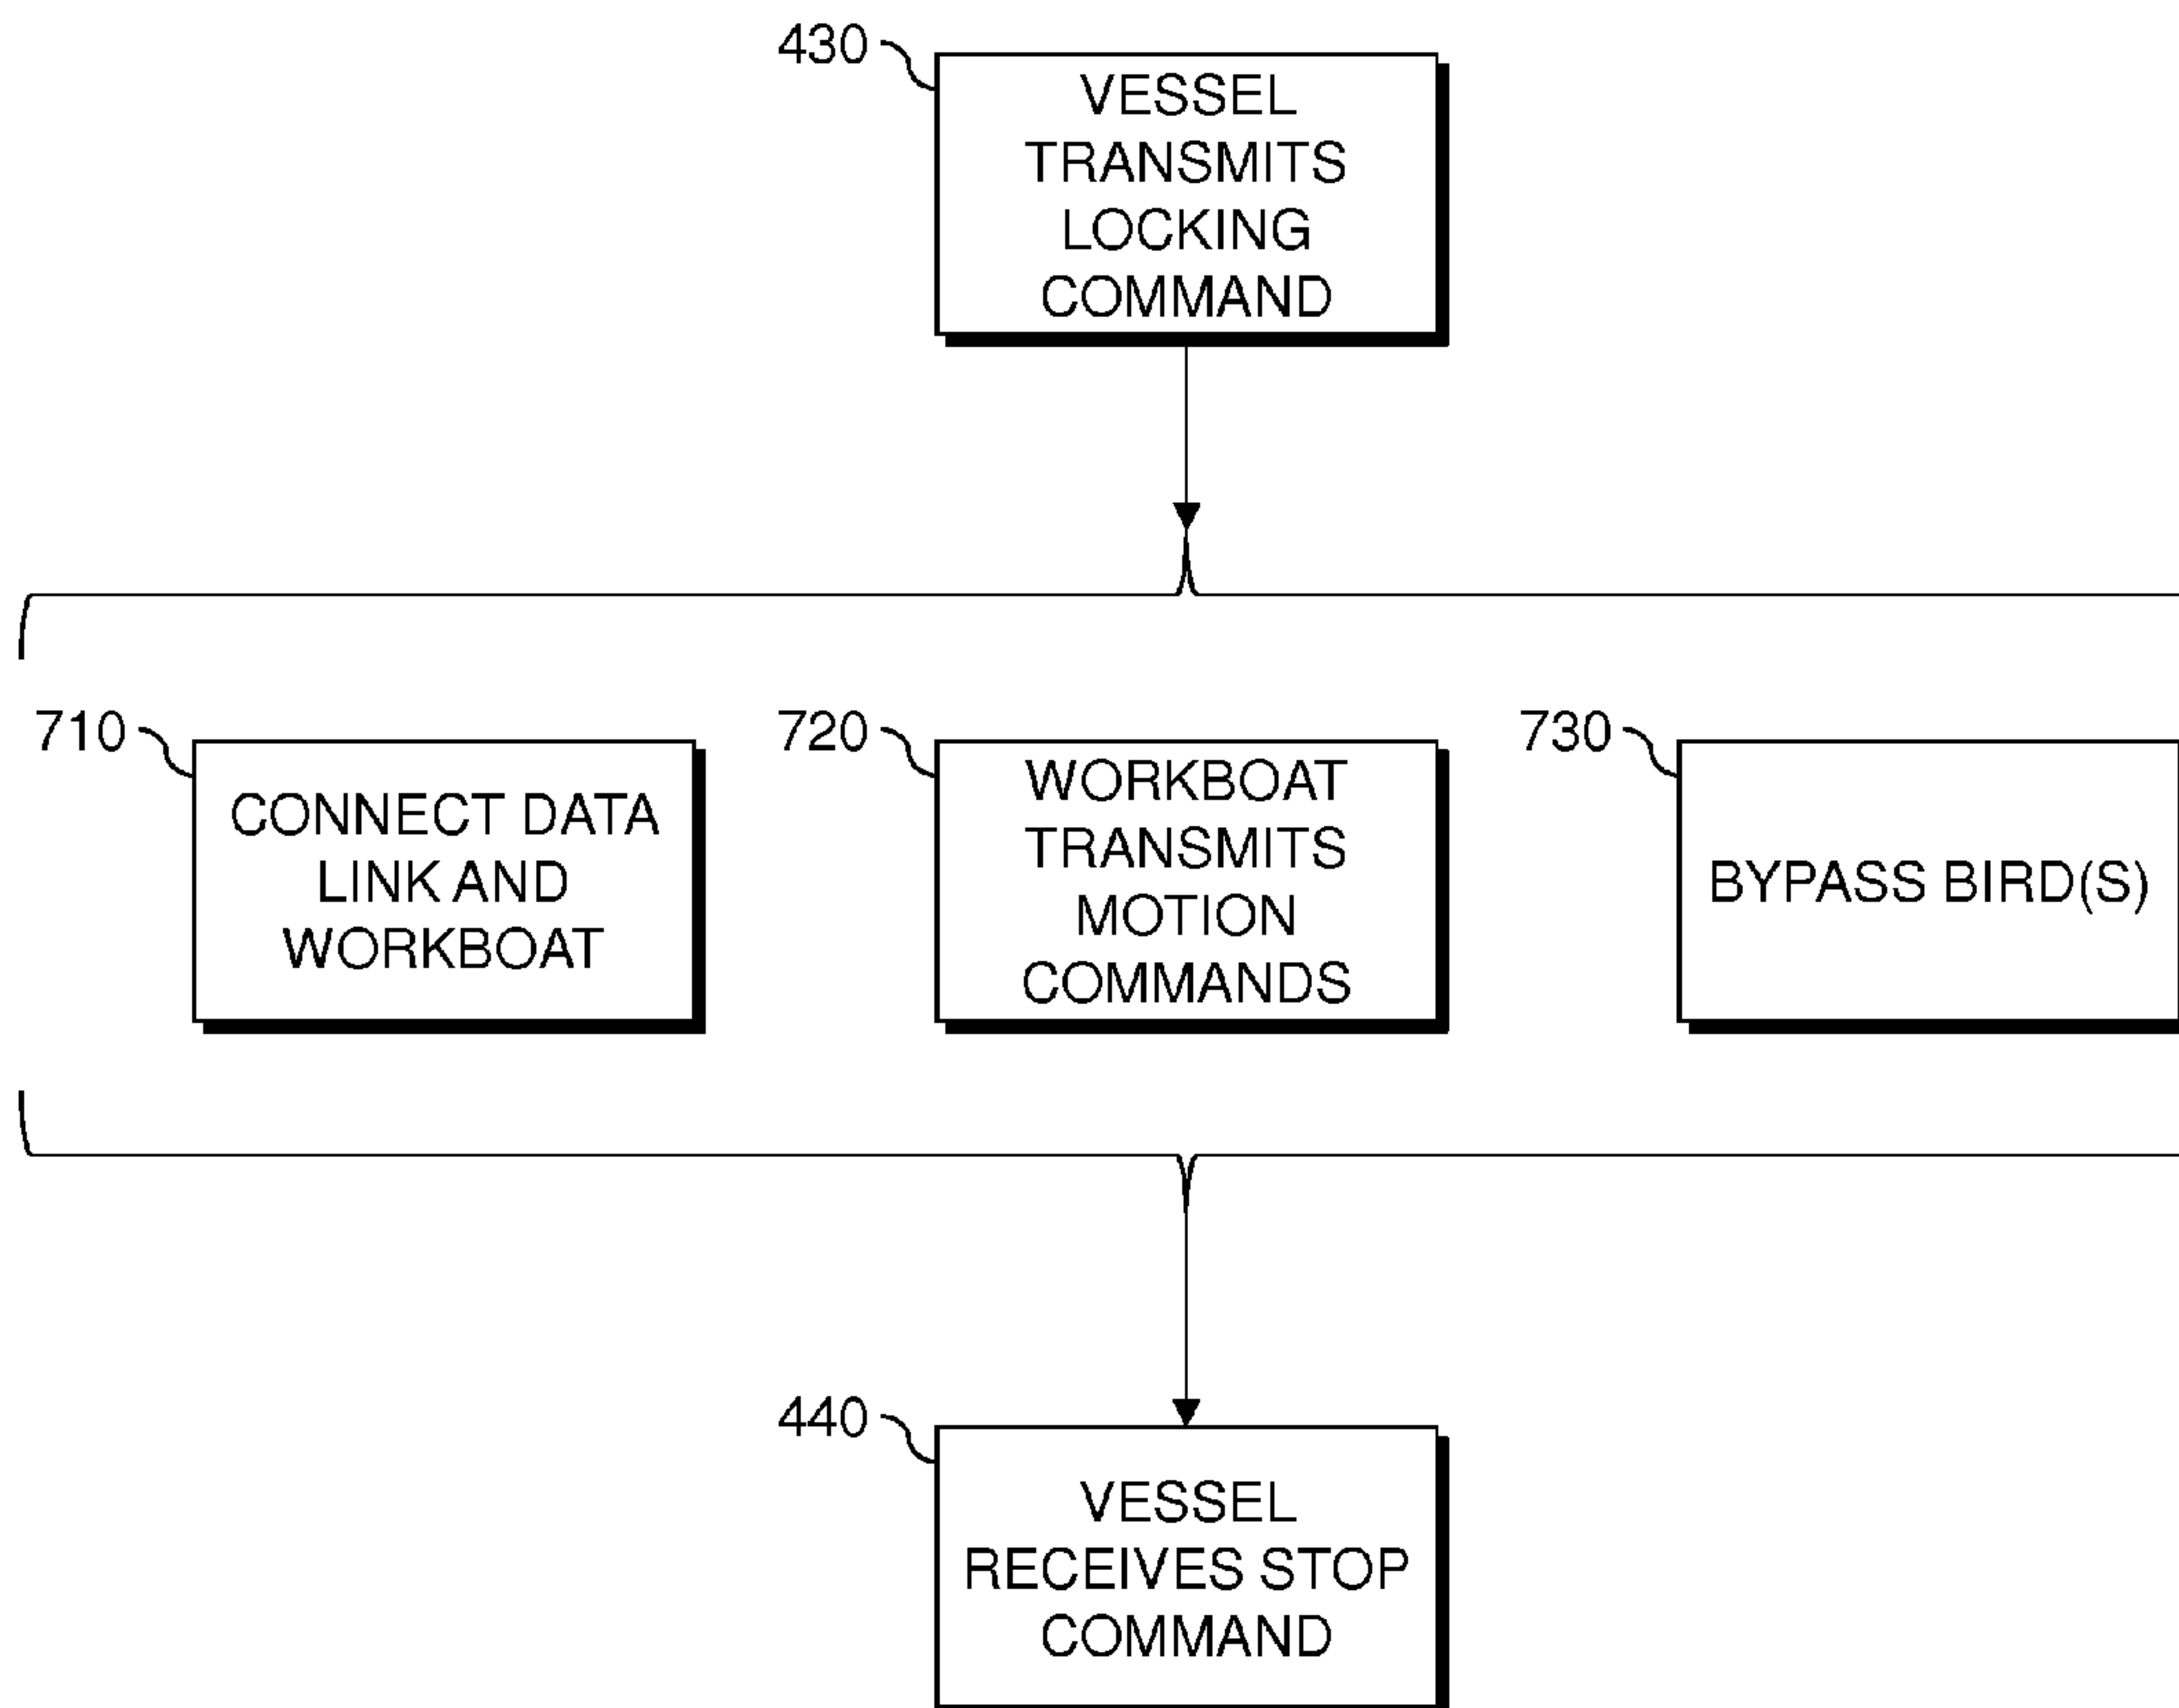 430
VESSEL
TRANSMITS
LOCKING
COMMAND
710
CONNECT DATA
LINK AND
WORKBOAT
720
WORKBOAT
TRANSMITS
MOTION
COMMANDS
730
BYPASS BIRD(S)
440
VESSEL
RECEIVES STOP
COMMAND